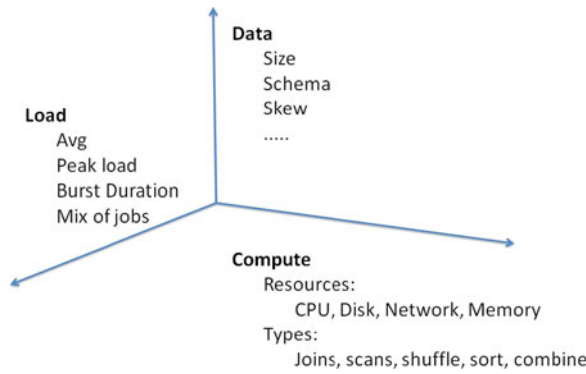 Data
Size
Schema
Skew
.....
Load
Avg
Peak load
Burst Duration
Mix of jobs
Compute
Resources:
CPU, Disk, Network, Memory
Types:
Joins, scans, shuffle, sort, combine